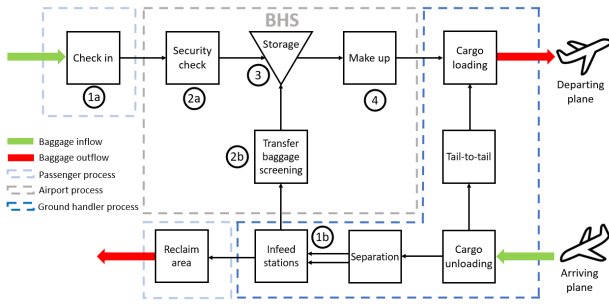 BHS
Check in
Security
check
Storage
Make up
Cargo
loading
Departing
plane
1a
2a
3
4
2b
Transfer
baggage
screening
Tail-to-tail
Baggage inflow
Baggage outflow
Passenger process
Airport process
Ground handler process
1b
Reclaim
area
Infeed
stations
Separation
Cargo
unloading
Arriving
plane